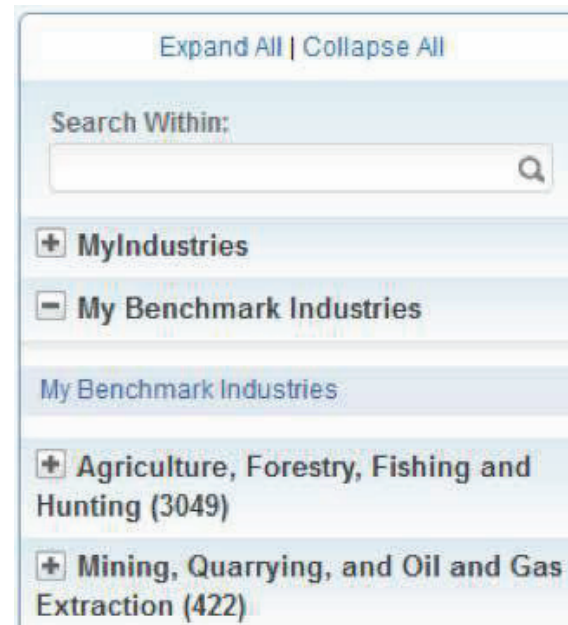 Expand All | Collapse All
Search Within:
MyIndustries
My Benchmark Industries
My Benchmark Industries
Agriculture, Forestry, Fishing and
Hunting (3049)
Mining, Quarrying, and Oil and Gas
Extraction (422)